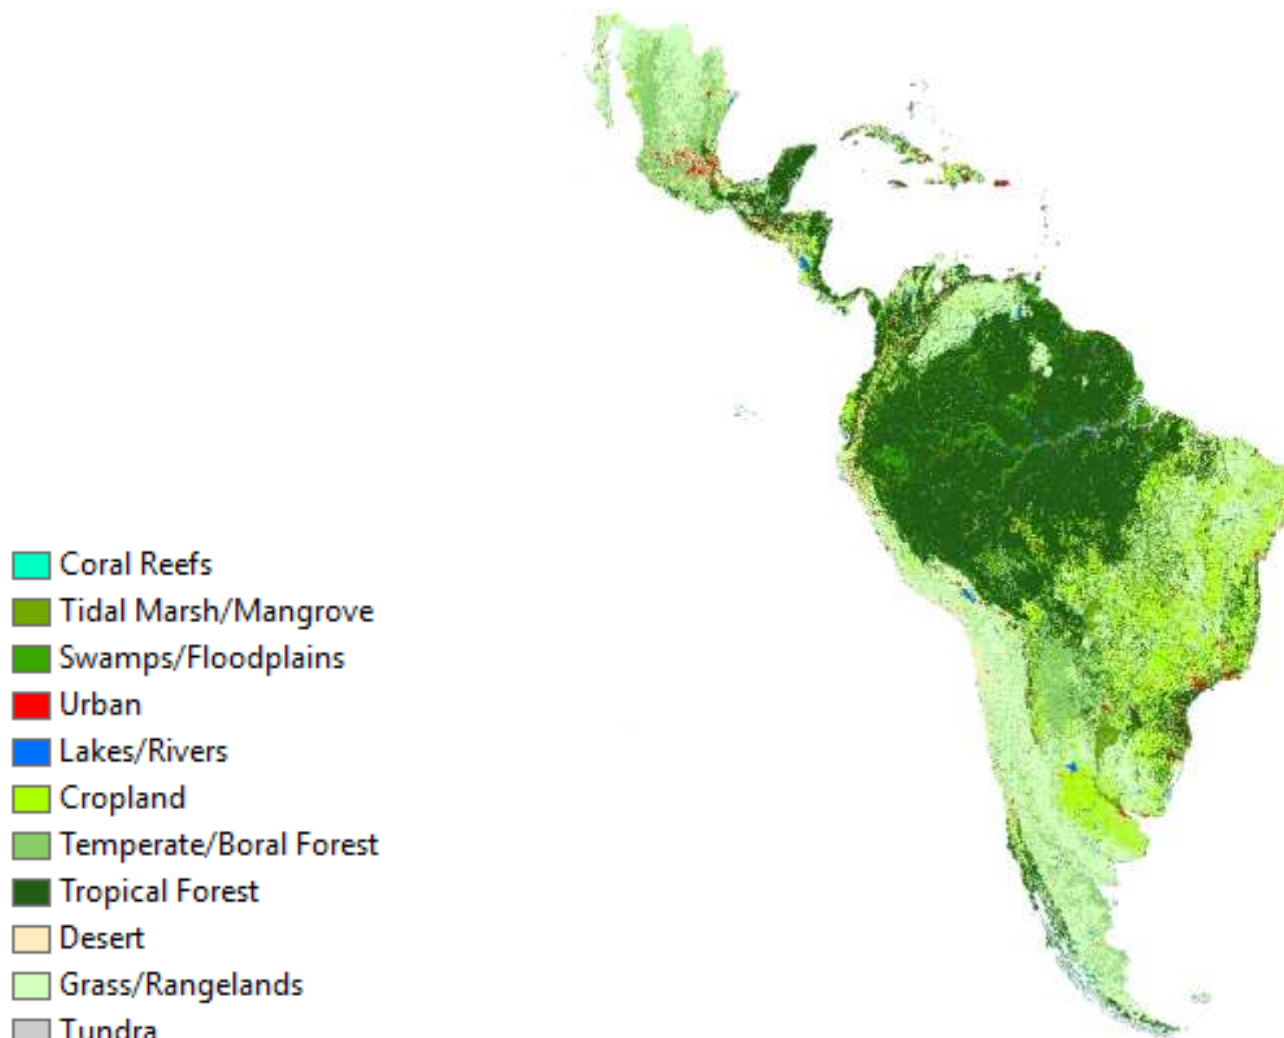 Coral Reefs
Tidal Marsh/Mangrove
Swamps/Floodplains
Urban
Lakes/Rivers
Cropland
Temperate/Boral Forest
Tropical Forest
Desert
Grass/Rangelands
Tundra